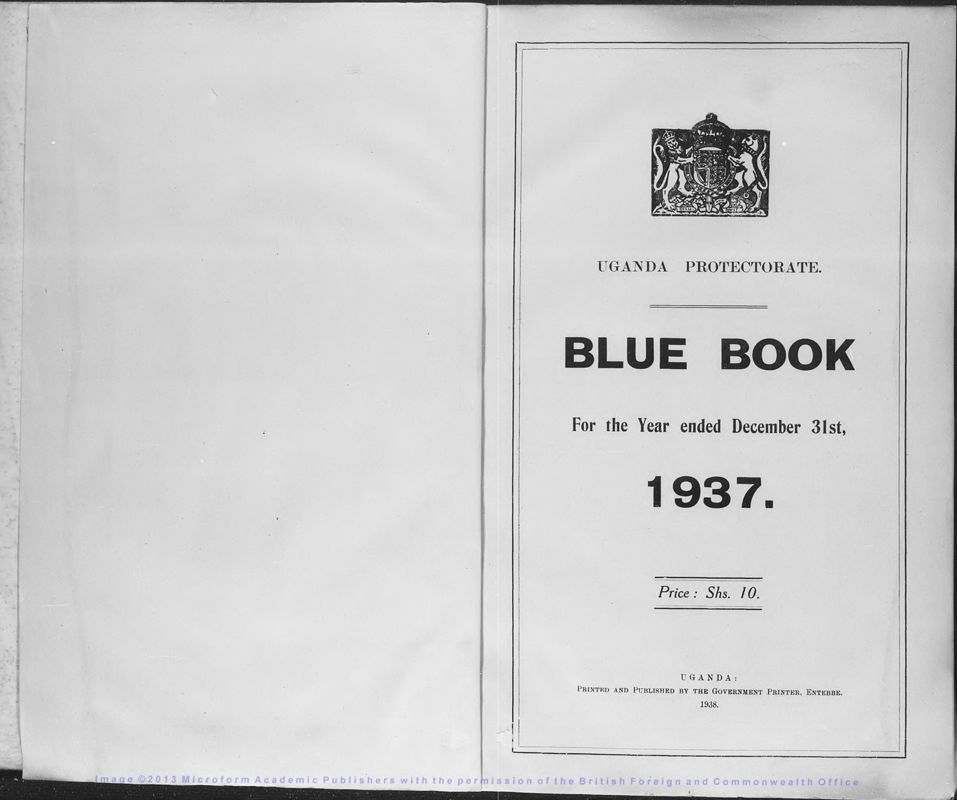 UGANDA PROTECTORATE.
BLUE BOOK
For the Year ended December 31st,
1937.
Price: Shs. 10.
UGANDA:
PRINTED AND PUBLISHED BY THE GOVERNMENT PRINTER, ENTEBBE.
1938.
Image ©2013 Microform Academic Publishers with the permission of the British Foreign and Commonwealth Office